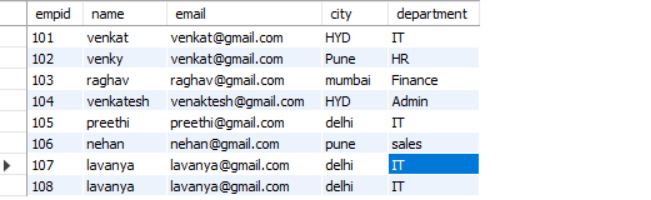 empid name email city department
101 venkat venkat@gmail.com HYD IT
102 venky venkat@gmail.com Pune HR
103 raghav raghav@gmail.com mumbai Finance
104 venkatesh venaktesh@gmail.com HYD Admin
105 preethi preethi@gmail.com delhi IT
106 nehan nehan@gmail.com pune sales
107 lavanya lavanya@gmail.com delhi IT
108 lavanya lavanya@gmail.com delhi IT